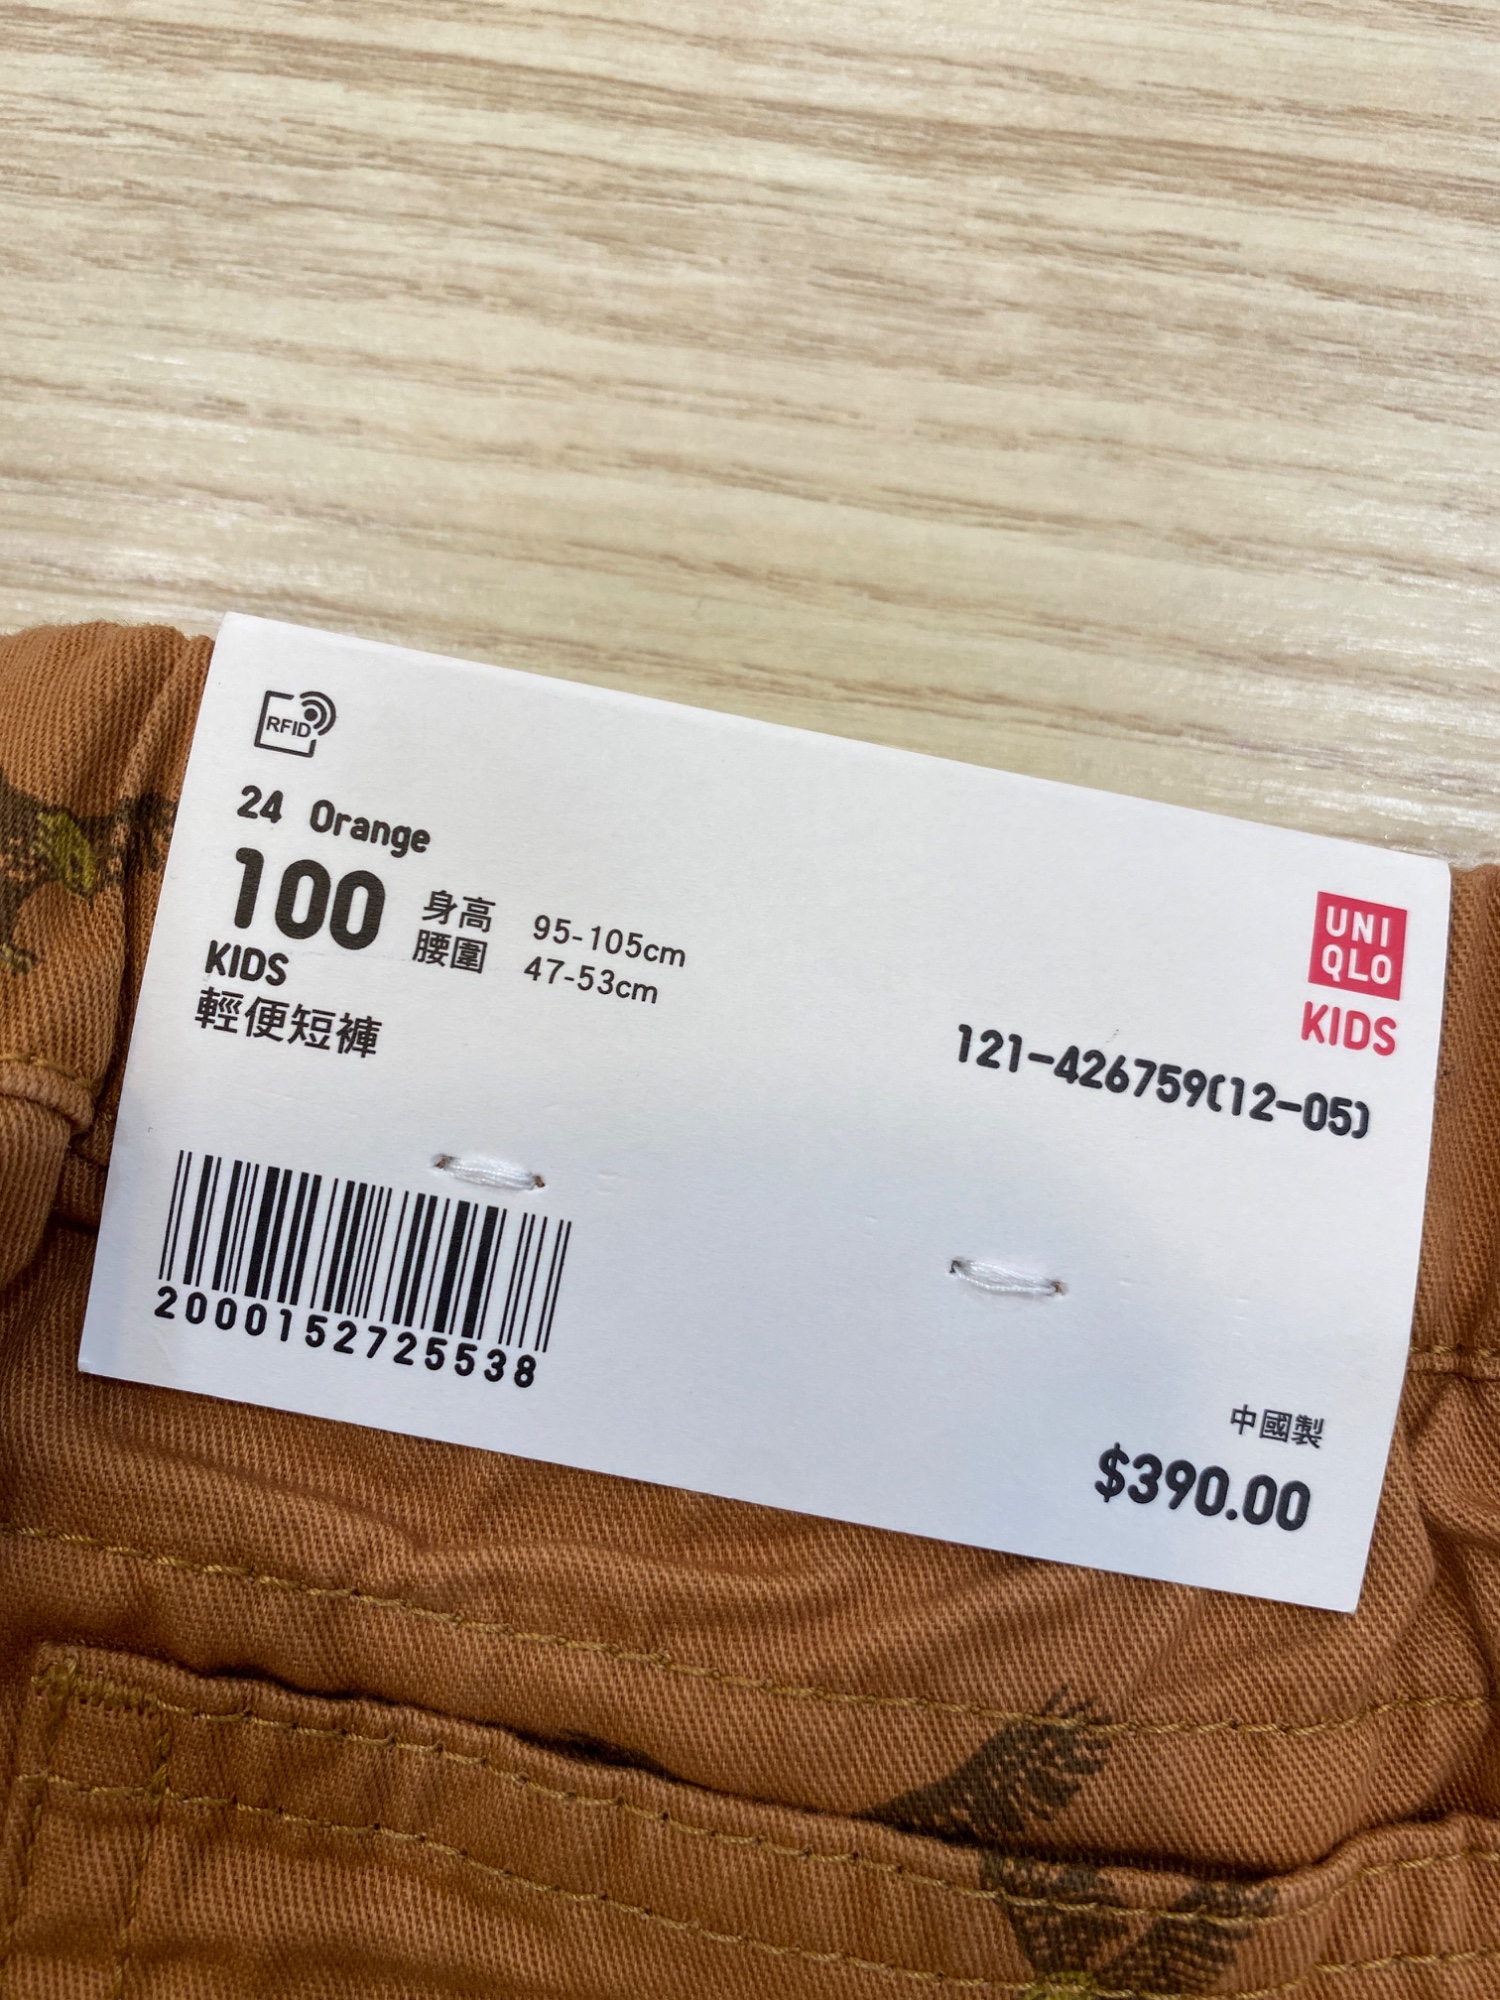 RFID
24 Orange
100
身高 95-105cm
腰圍 47-53cm
KIDS
輕便短褲
UNI
QLO
KIDS
121-426759(12-05)
2000152725538
中國製
$390.00